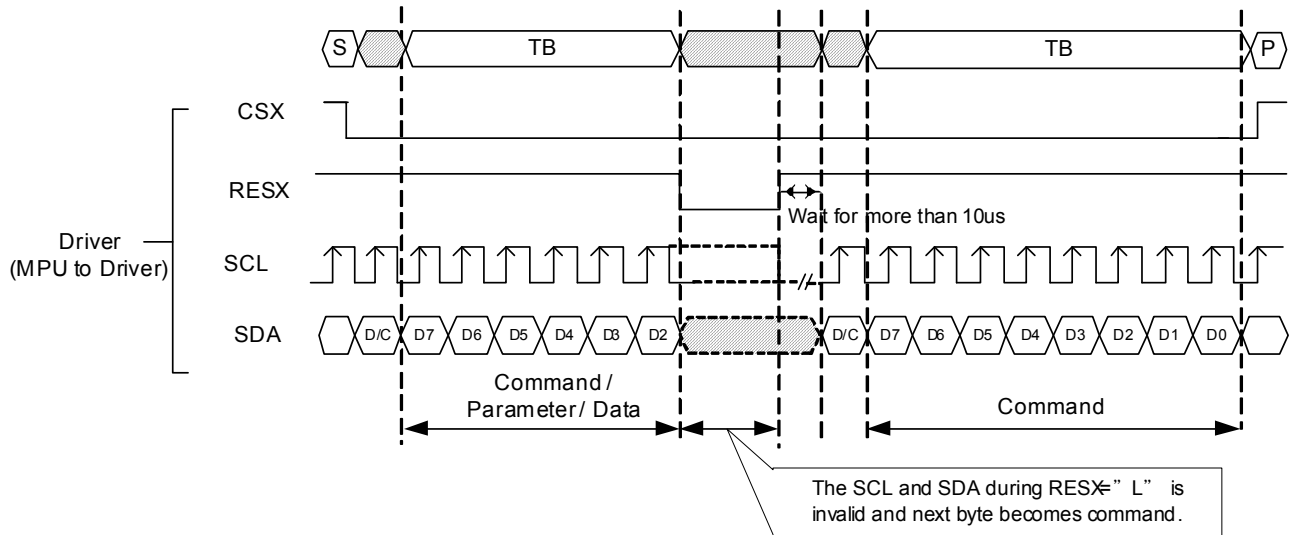 S TB TB P
CSX
RESX
Wait for more than 10us
Driver
(MPU to Driver)
SCL
//
SDA D/C D7 D6 D5 D4 D3 D2 D/C D7 D6 D5 D4 D3 D2 D1 D0
Command /
Parameter / Data
Command
The SCL and SDA during RESX=” L” is
invalid and next byte becomes command.